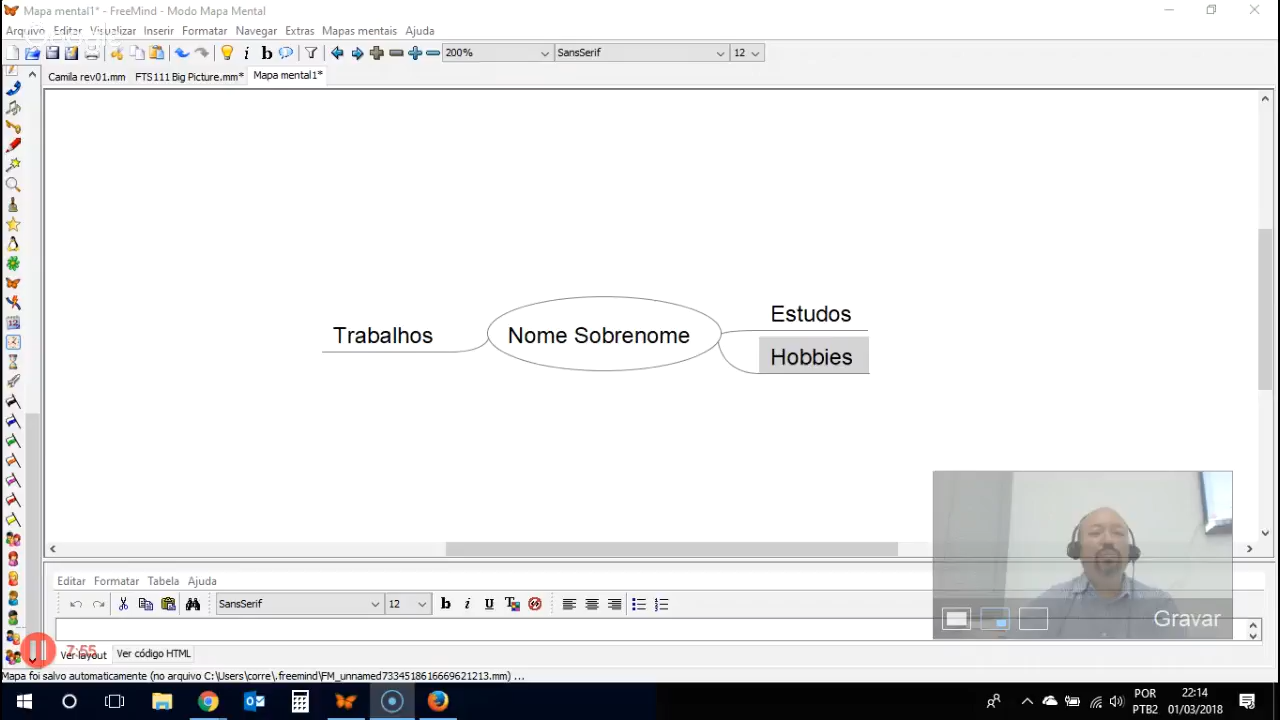 Mapa mental1* - FreeMind - Modo Mapa Mental
Arquivo Editar Visualizar Inserir Formatar Navegar Extras Mapas mentais Ajuda
200% SansSerif 12
Camila rev01.mm FTS111 Big Picture.mm* Mapa mental1*
Estudos
Trabalhos Nome Sobrenome
Hobbies
Editar Formatar Tabela Ajuda
SansSerif 12
Gravar
7:55
Ver layout Ver código HTML
Mapa foi salvo automaticamente (no arquivo C:\Users\corre\.freemind\FM_unnamed7334518616669621213.mm) ...
POR 22:14
PTB2 01/03/2018